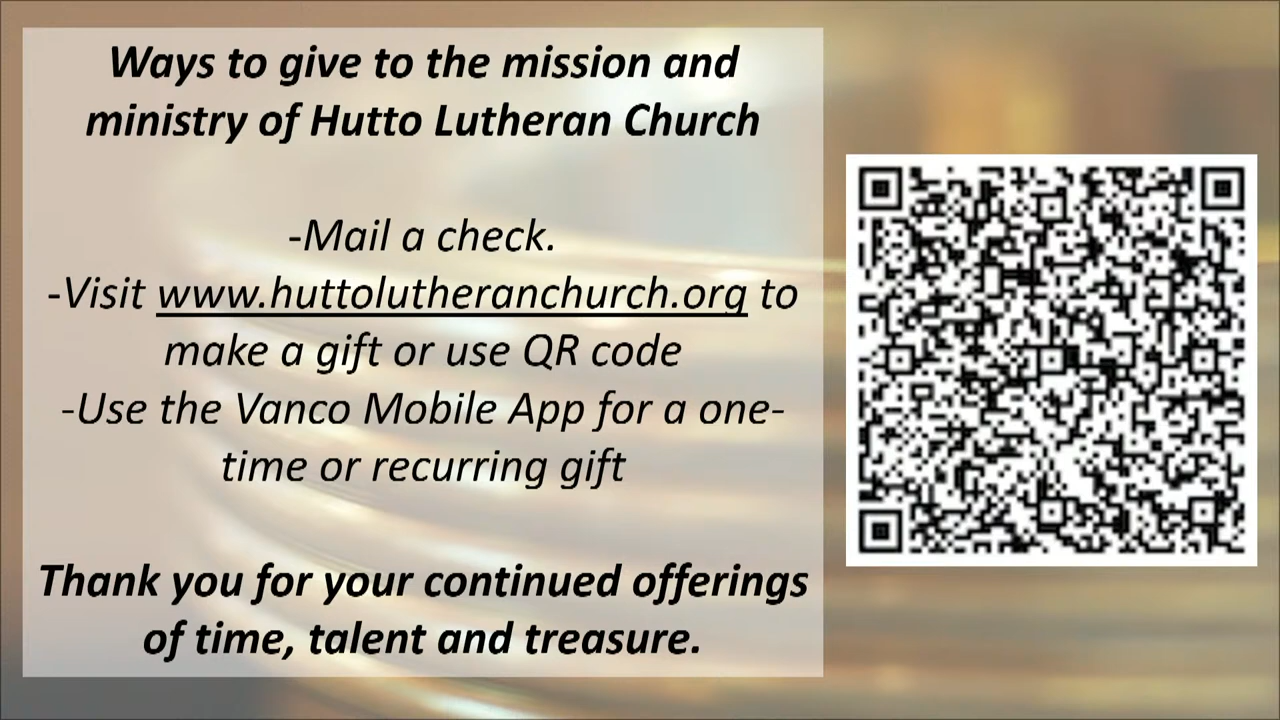 Ways to give to the mission and
ministry of Hutto Lutheran Church
-Mail a check.
-Visit www.huttolutheranchurch.org to
make a gift or use QR code
-Use the Vanco Mobile App for a one-
time or recurring gift
Thank you for your continued offerings
of time, talent and treasure.